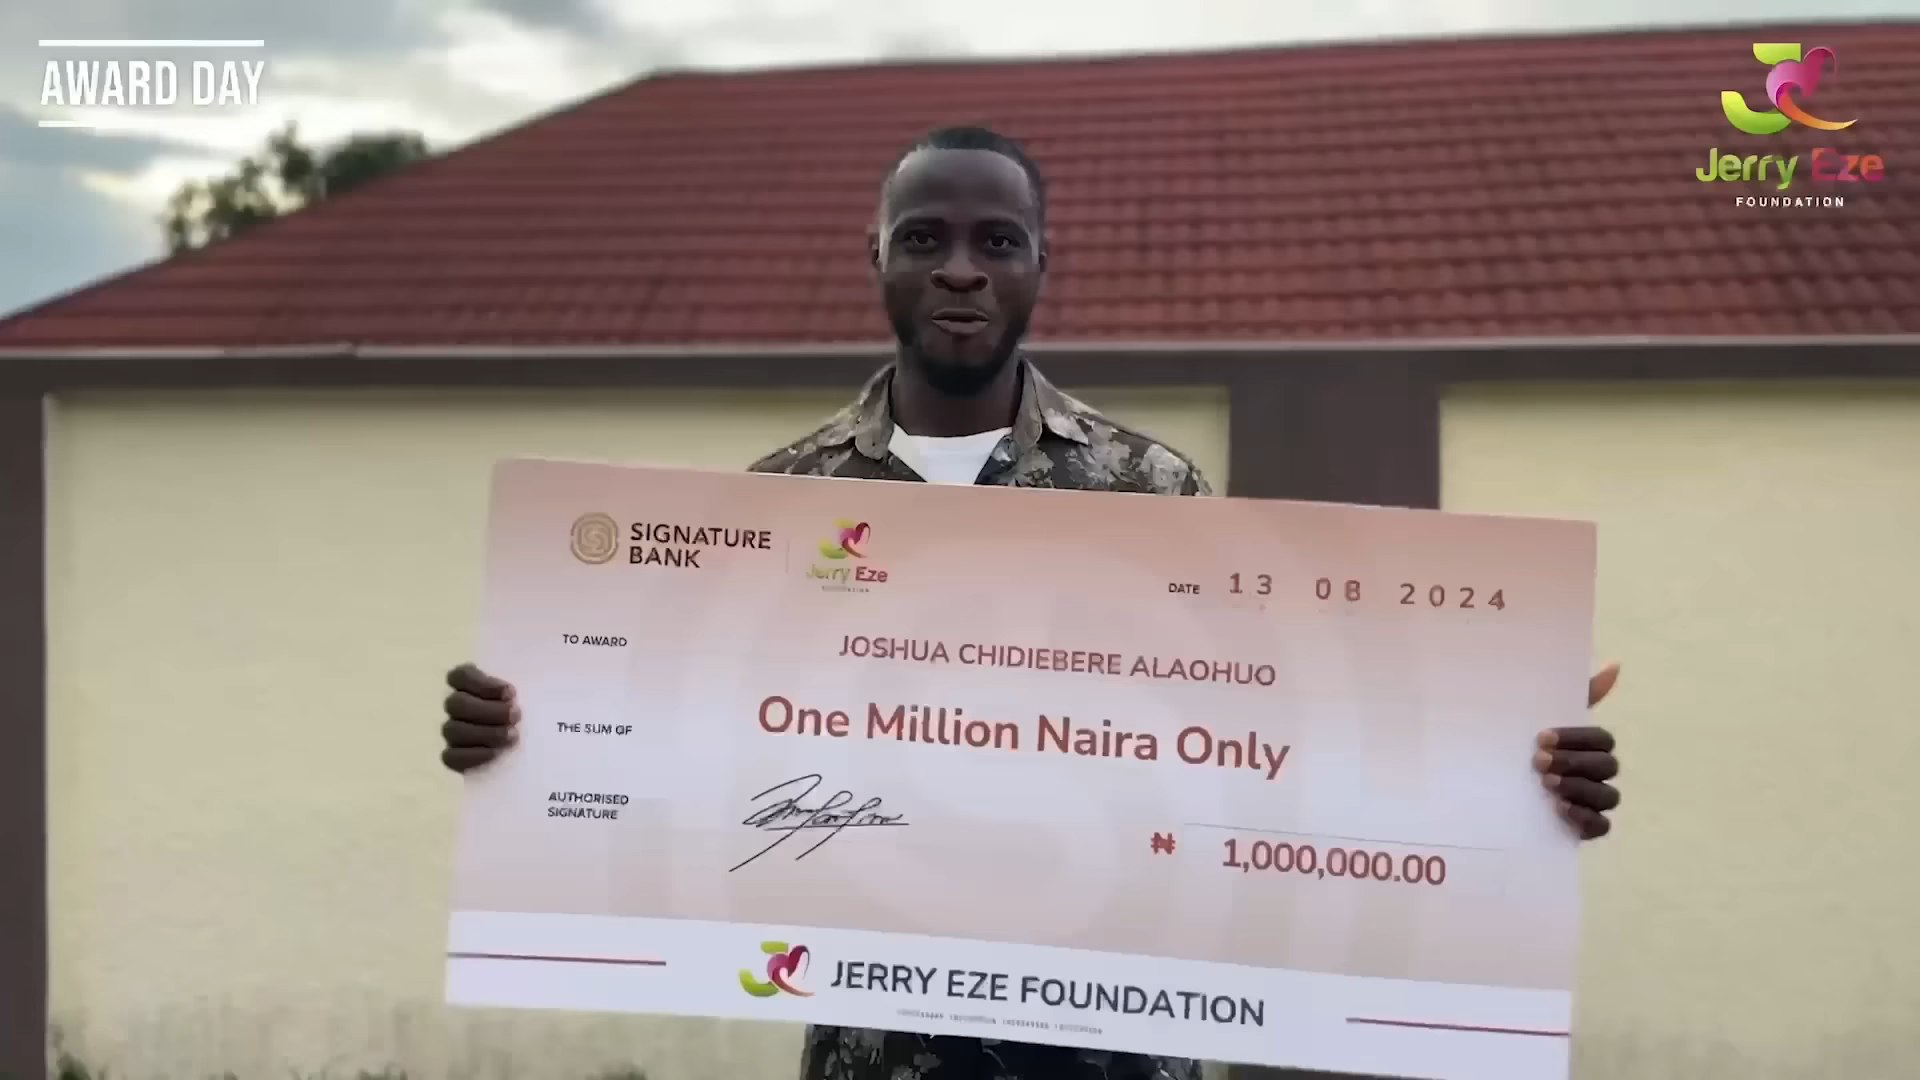 AWARD DAY
Jerry Eze
FOUNDATION
SIGNATURE
BANK
Jerry Eze
DATE 13 08 2024
TO AWARD JOSHUA CHIDIEBERE ALAOHUO
THE SUM OF One Million Naira Only
AUTHORISED
SIGNATURE
₦ 1,000,000.00
JERRY EZE FOUNDATION